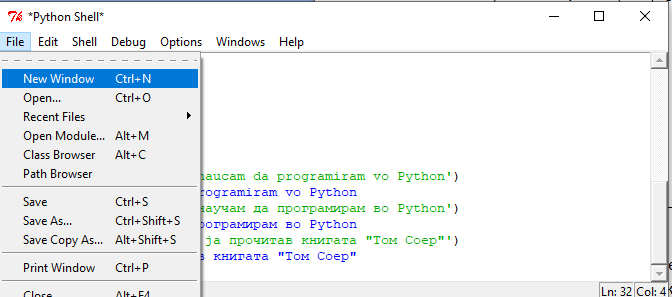 *Python Shell*
File Edit Shell Debug Options Windows Help
New Window Ctrl+N
Open... Ctrl+O
Recent Files
Open Module... Alt+M
Class Browser Alt+C
Path Browser
Save Ctrl+S
Save As... Ctrl+Shift+S
Save Copy As... Alt+Shift+S
Print Window Ctrl+P
Close Alt+F4
naucam da programiram vo Python')
rogramiram vo Python
научам да програмирам во Python')
рограмирам во Python
ја прочитав книгата "Том Соер"')
в книгата "Том Соер"
Ln: 32 Col: 4